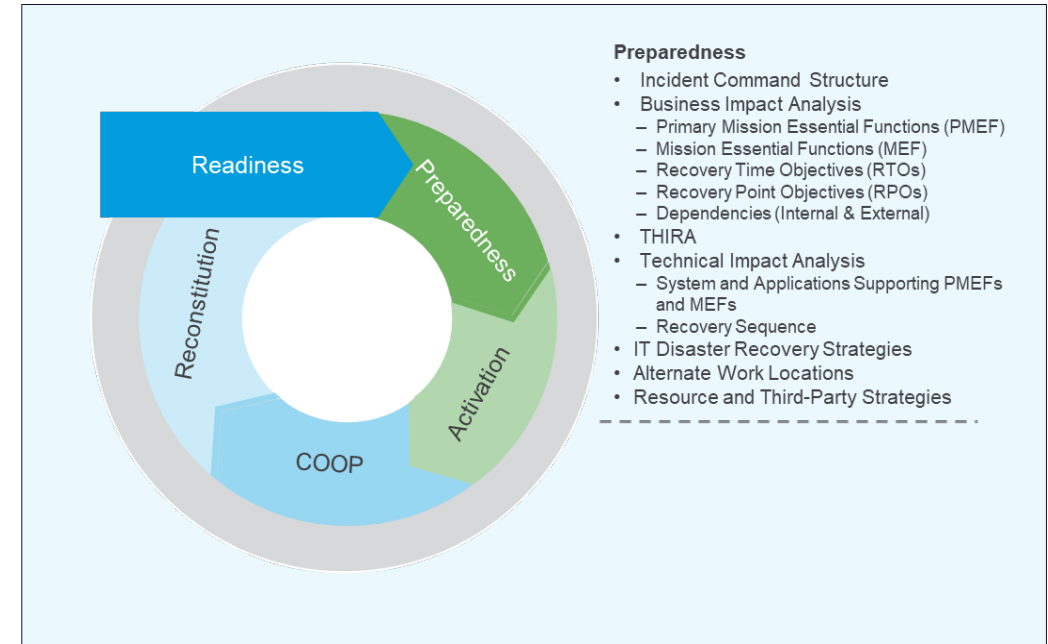 Readiness
Preparedness
Activation
COOP
Reconstitution
Preparedness
• Incident Command Structure
• Business Impact Analysis
– Primary Mission Essential Functions (PMEF)
– Mission Essential Functions (MEF)
– Recovery Time Objectives (RTOs)
– Recovery Point Objectives (RPOs)
– Dependencies (Internal & External)
• THIRA
• Technical Impact Analysis
– System and Applications Supporting PMEFs
and MEFs
– Recovery Sequence
• IT Disaster Recovery Strategies
• Alternate Work Locations
• Resource and Third-Party Strategies